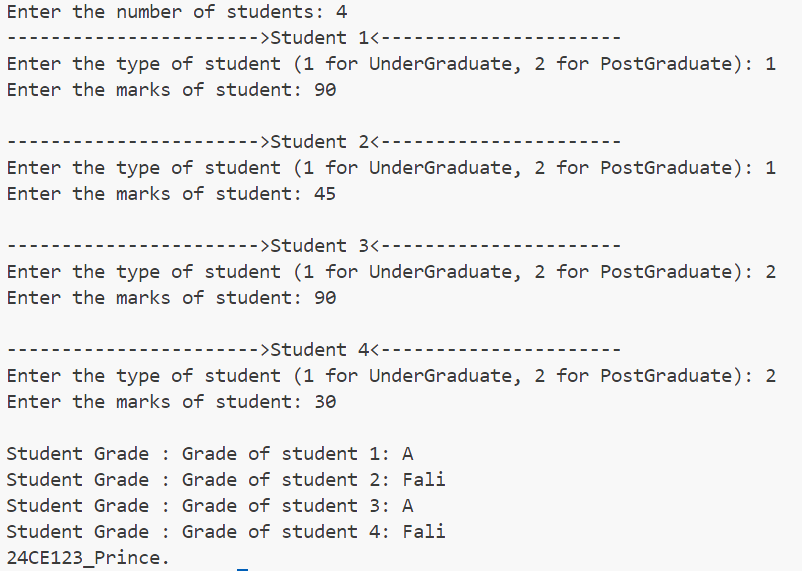 Enter the number of students: 4
----------------------->Student 1<----------------------
Enter the type of student (1 for UnderGraduate, 2 for PostGraduate): 1
Enter the marks of student: 90
----------------------->Student 2<----------------------
Enter the type of student (1 for UnderGraduate, 2 for PostGraduate): 1
Enter the marks of student: 45
----------------------->Student 3<----------------------
Enter the type of student (1 for UnderGraduate, 2 for PostGraduate): 2
Enter the marks of student: 90
----------------------->Student 4<----------------------
Enter the type of student (1 for UnderGraduate, 2 for PostGraduate): 2
Enter the marks of student: 30
Student Grade : Grade of student 1: A
Student Grade : Grade of student 2: Fali
Student Grade : Grade of student 3: A
Student Grade : Grade of student 4: Fali
24CE123_Prince.